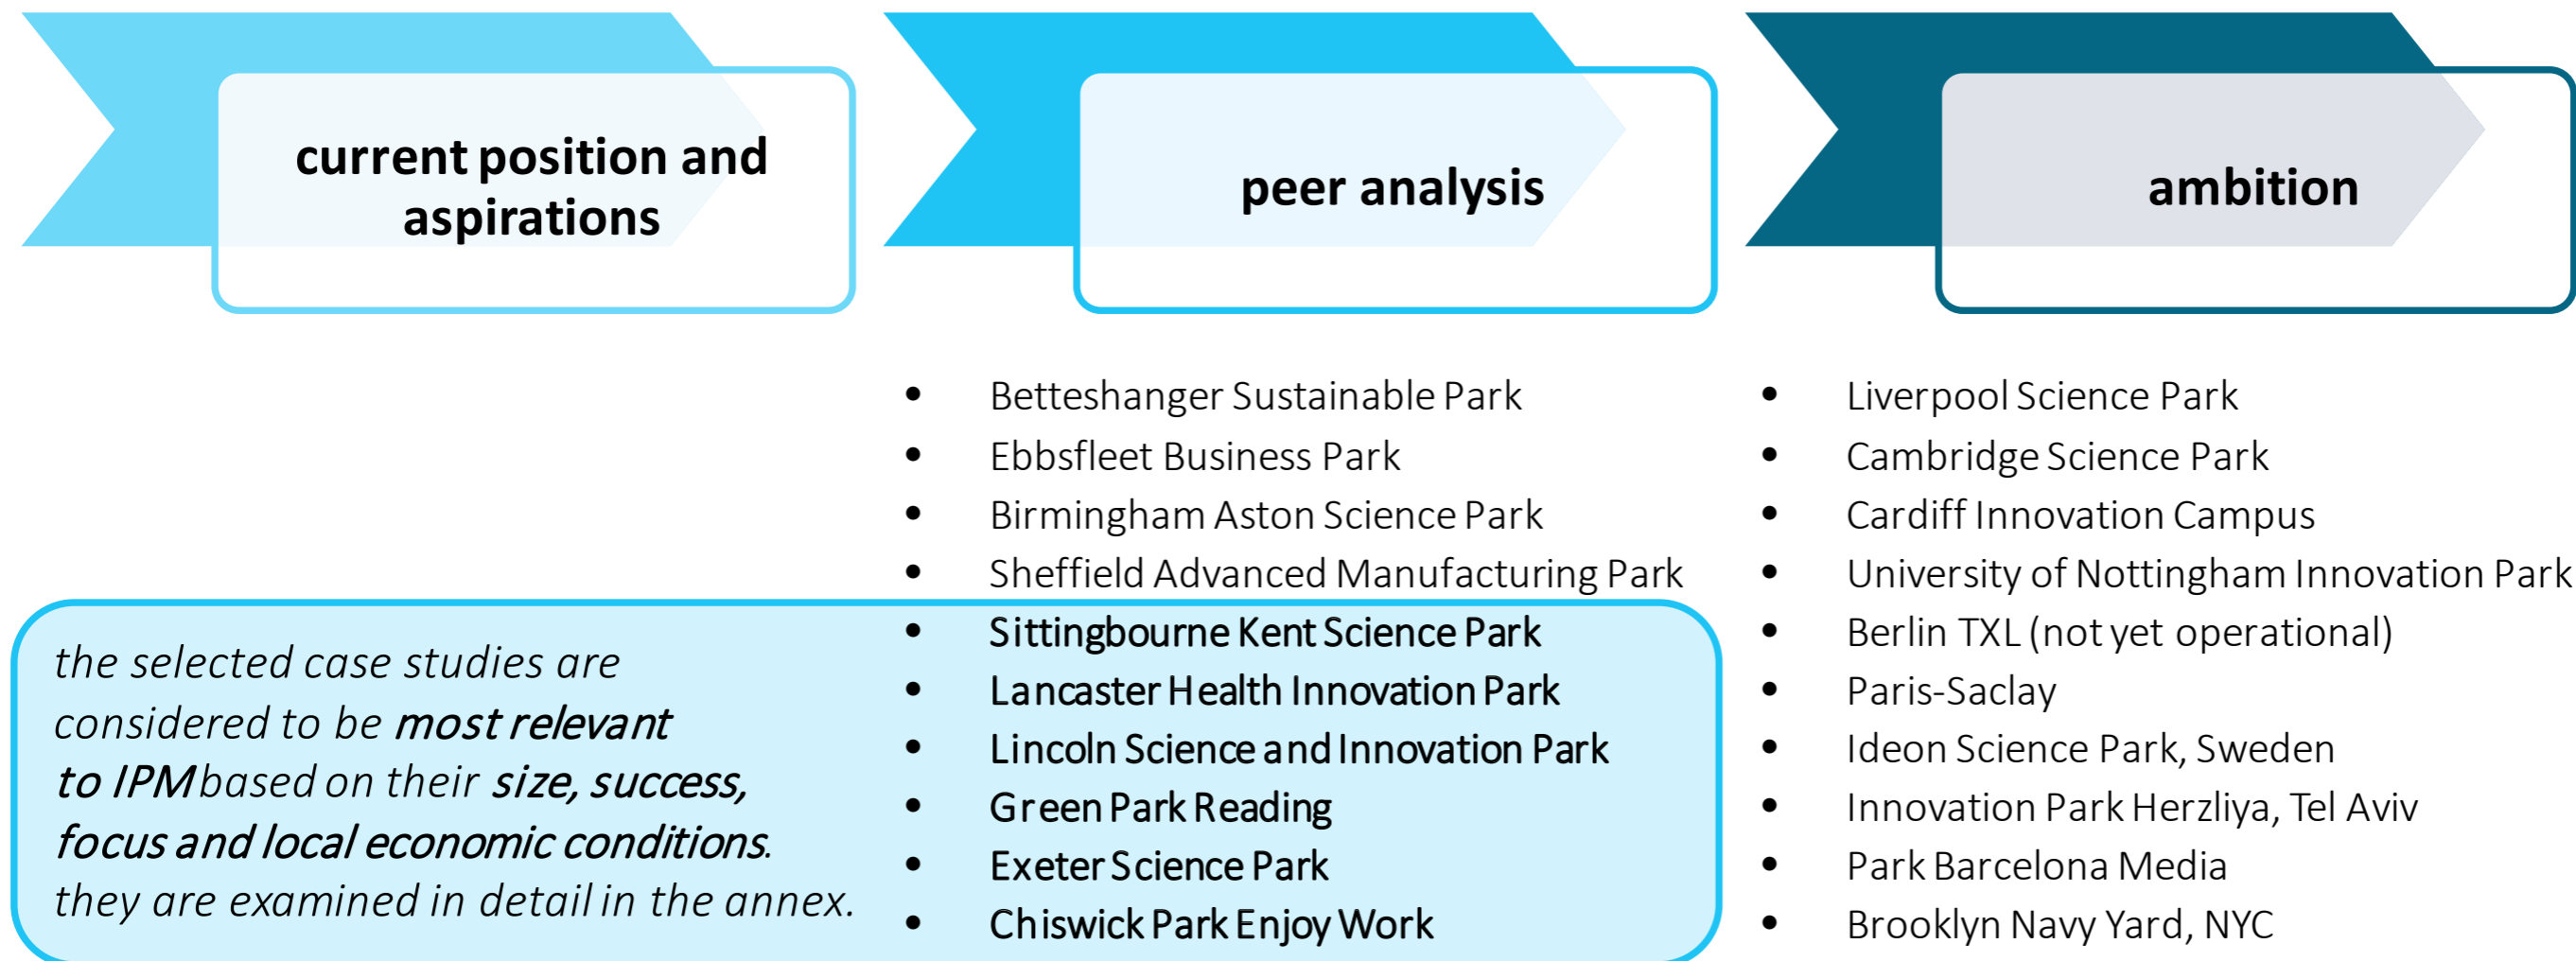 current position and
aspirations
peer analysis
ambition
• Betteshanger Sustainable Park
• Ebbsfleet Business Park
• Birmingham Aston Science Park
• Sheffield Advanced Manufacturing Park
• Sittingbourne Kent Science Park
• Lancaster Health Innovation Park
• Lincoln Science and Innovation Park
• Green Park Reading
• Exeter Science Park
• Chiswick Park Enjoy Work
• Liverpool Science Park
• Cambridge Science Park
• Cardiff Innovation Campus
• University of Nottingham Innovation Park
• Berlin TXL (not yet operational)
• Paris-Saclay
• Ideon Science Park, Sweden
• Innovation Park Herzliya, Tel Aviv
• Park Barcelona Media
• Brooklyn Navy Yard, NYC
the selected case studies are
considered to be most relevant
to IPM based on their size, success,
focus and local economic conditions.
they are examined in detail in the annex.